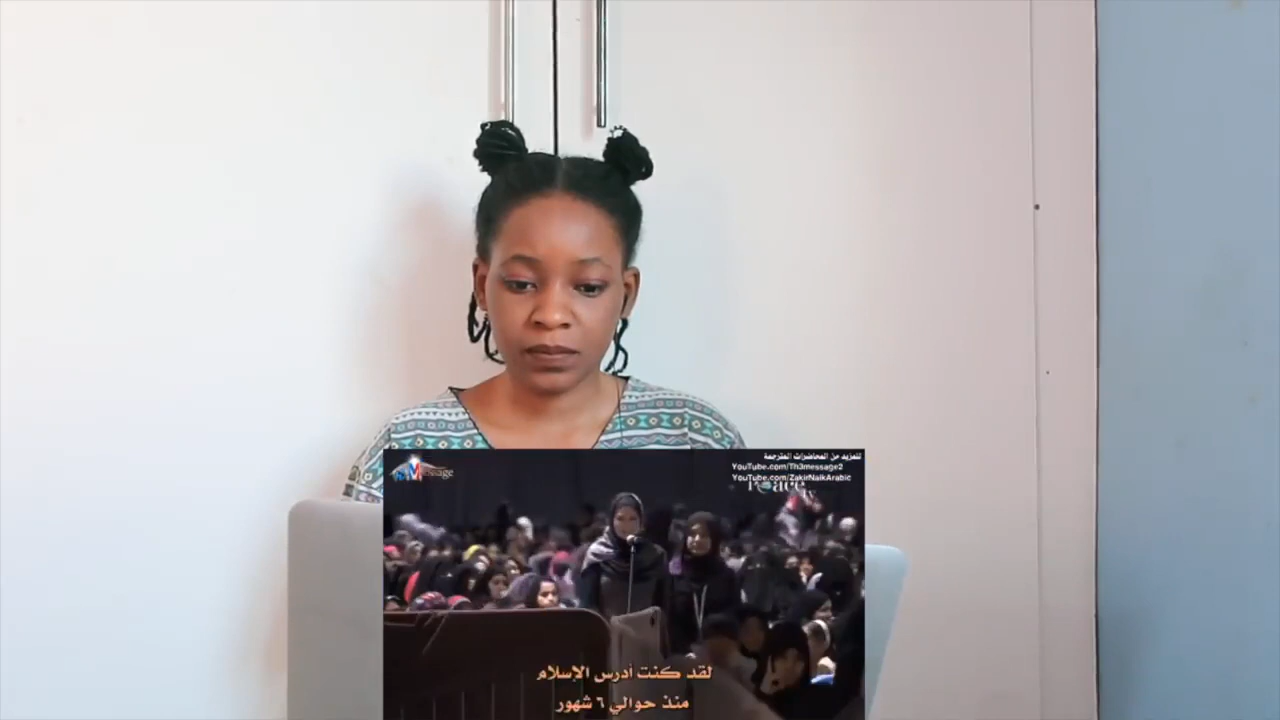 للمزيد من المحاضرات المترجمة
YouTube.com/Th3message2
YouTube.com/ZakirNaikArabic
Message
Peace
لقد كنت أدرس الإسلام
منذ حوالي ٦ شهور